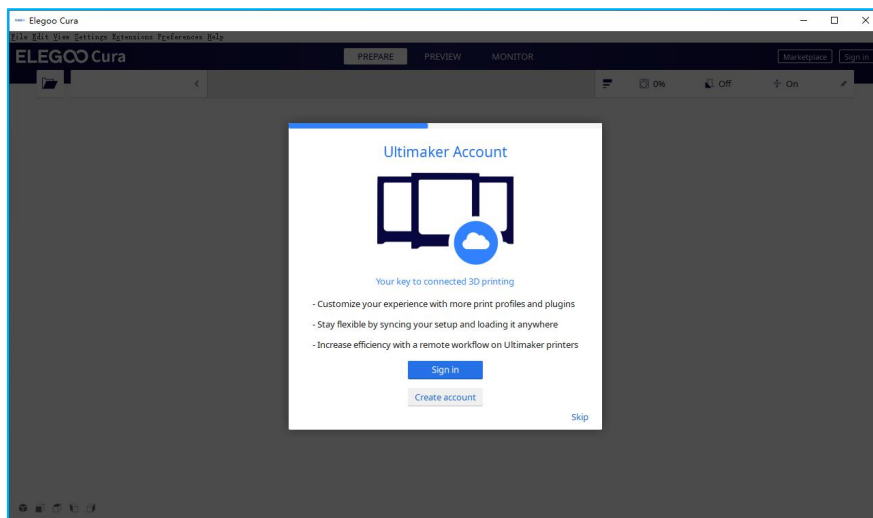 Elegoo Cura
File Edit View Settings Extensions Preferences Help
ELEGOO Cura PREPARE PREVIEW MONITOR Marketplace Sign in
0% Off On
Ultimaker Account
Your key to connected 3D printing
- Customize your experience with more print profiles and plugins
- Stay flexible by syncing your setup and loading it anywhere
- Increase efficiency with a remote workflow on Ultimaker printers
Sign in
Create account
Skip